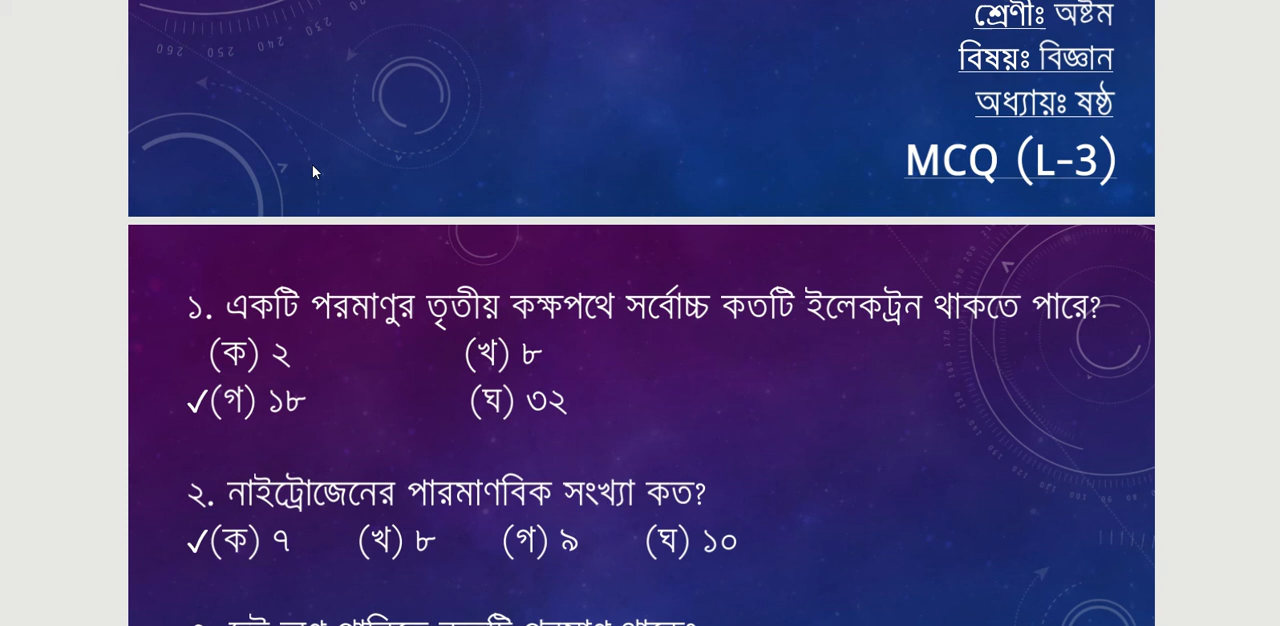 শ্রেণীঃ অষ্টম
বিষয়ঃ বিজ্ঞান
অধ্যায়ঃ ষষ্ঠ
MCQ (L-3)
১. একটি পরমাণুর তৃতীয় কক্ষপথে সর্বোচ্চ কতটি ইলেকট্রন থাকতে পারে?
(ক) ২ (খ) ৮
✓(গ) ১৮ (ঘ) ৩২
২. নাইট্রোজেনের পারমাণবিক সংখ্যা কত?
✓(ক) ৭ (খ) ৮ (গ) ৯ (ঘ) ১০